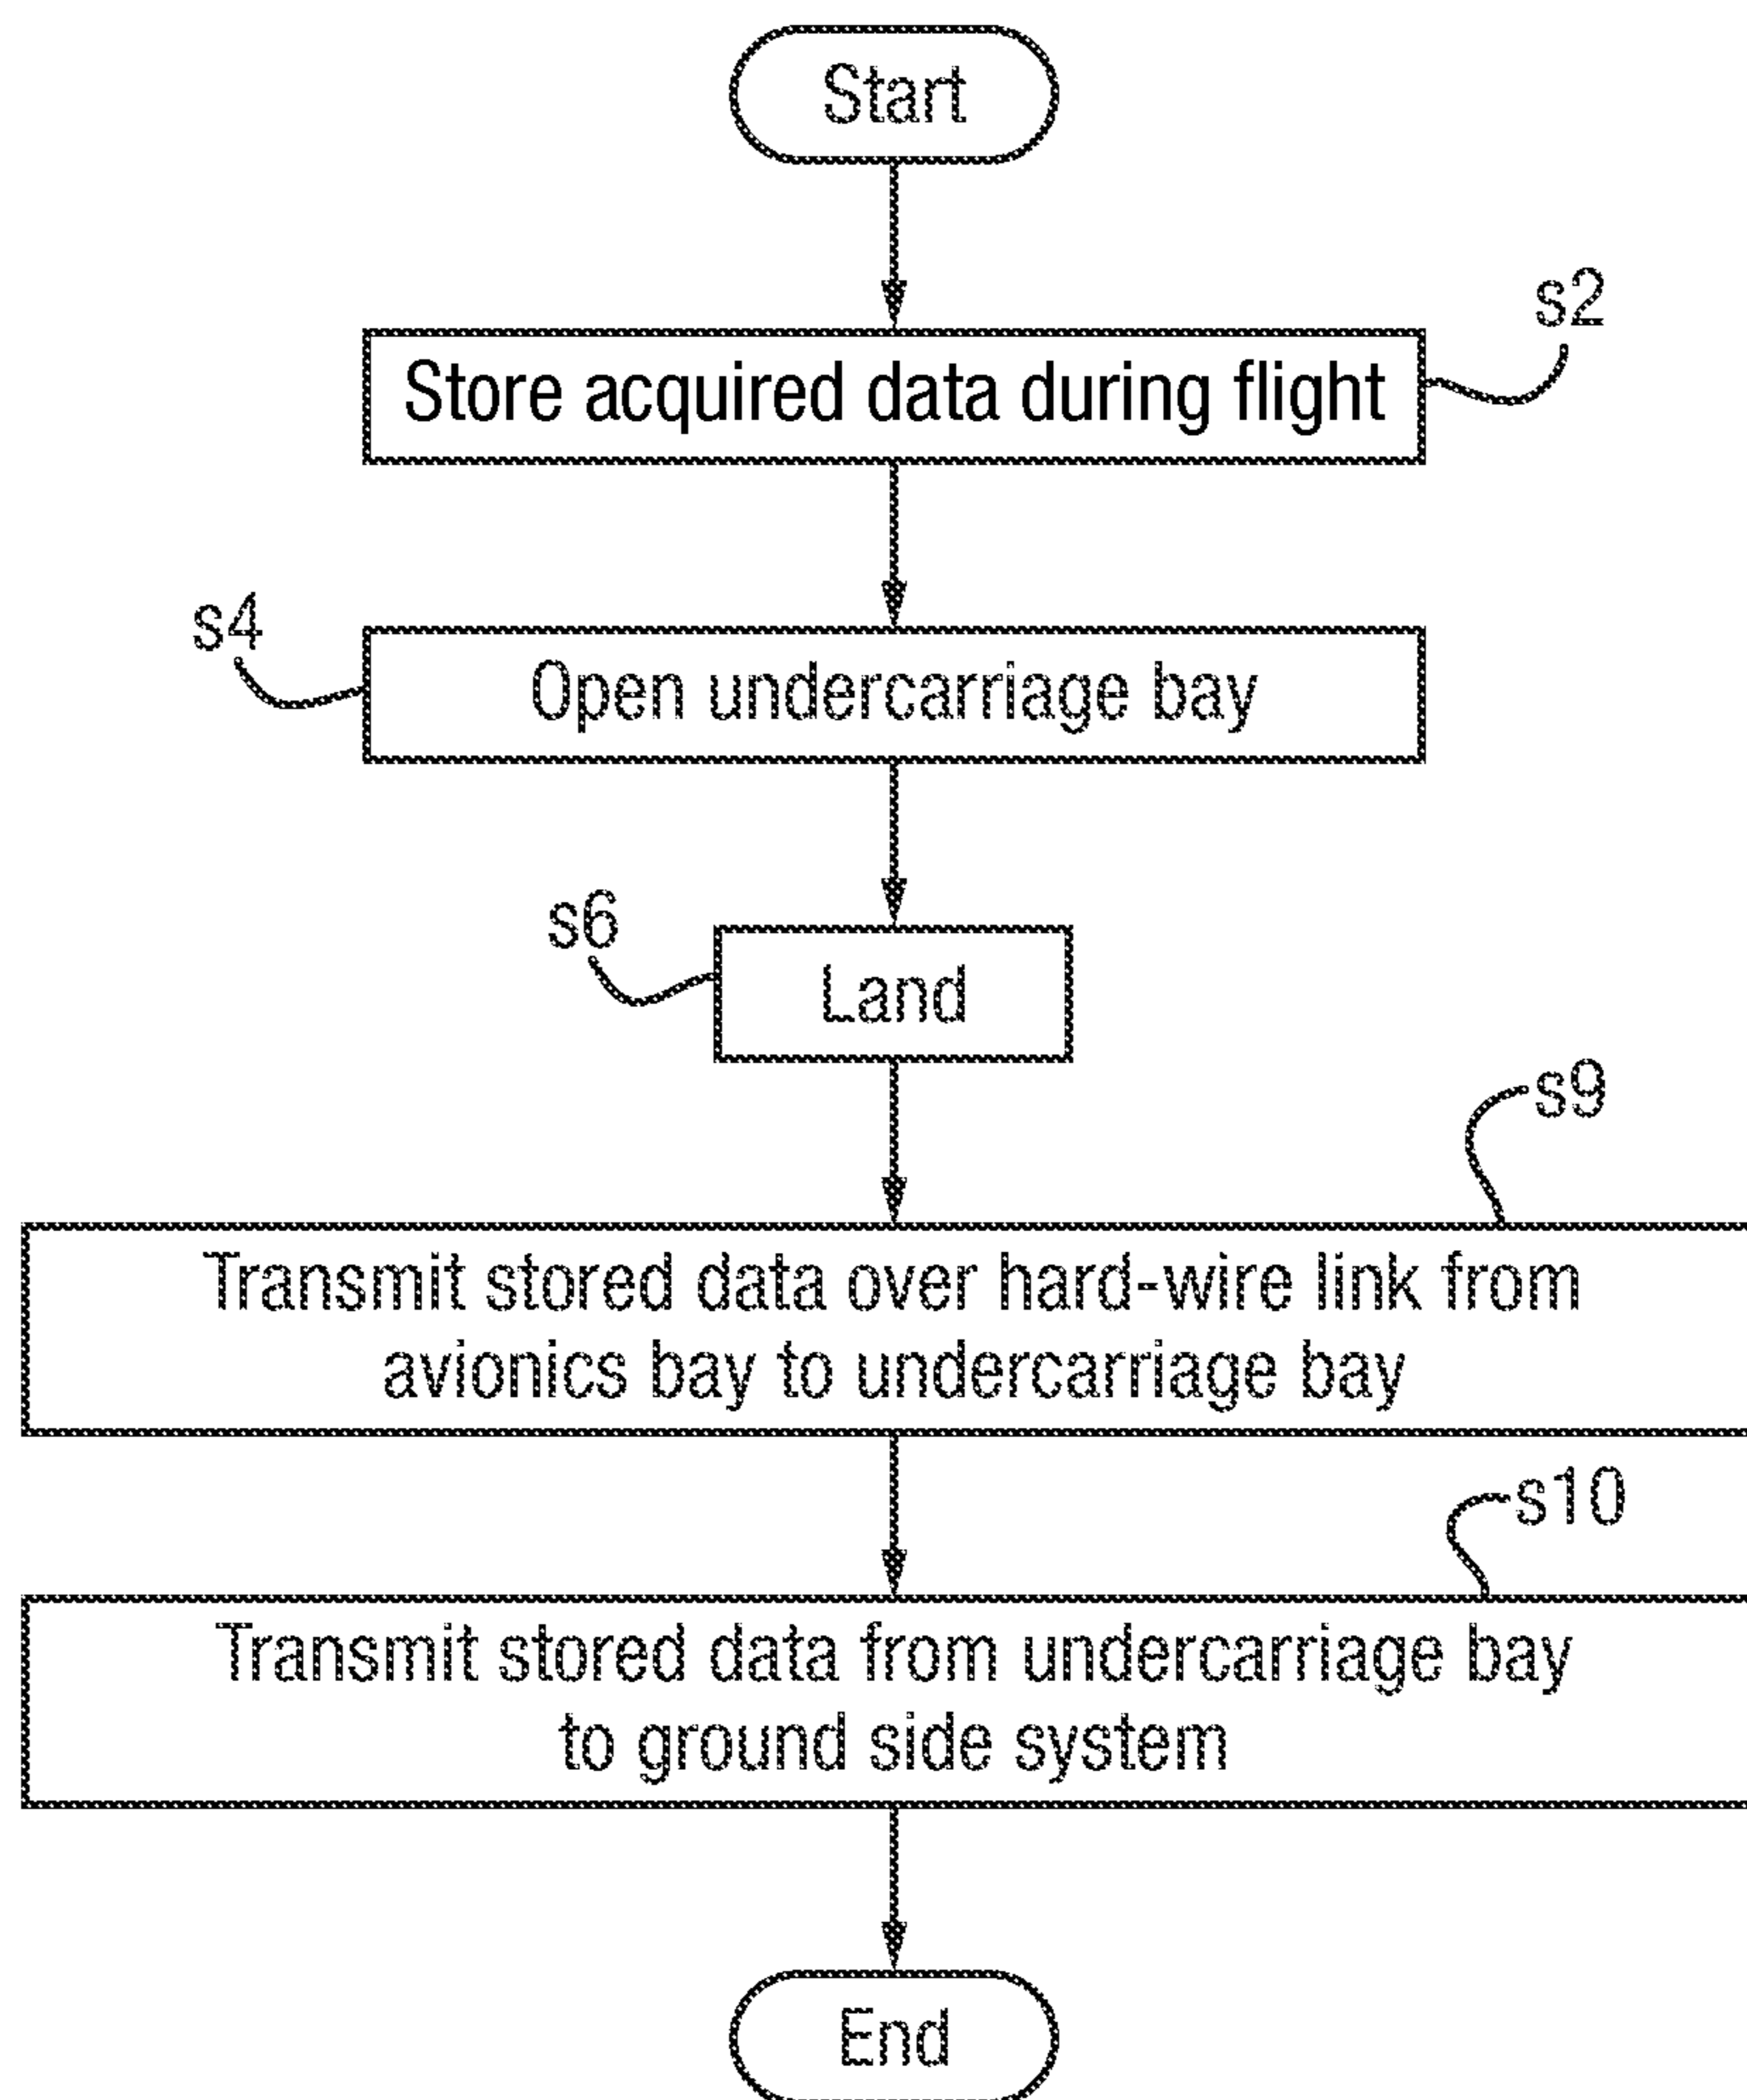 Start
s2
Store acquired data during flight
s4
Open undercarriage bay
s6
Land
s9
Transmit stored data over hard-wire link from
avionics bay to undercarriage bay
s10
Transmit stored data from undercarriage bay
to ground side system
End